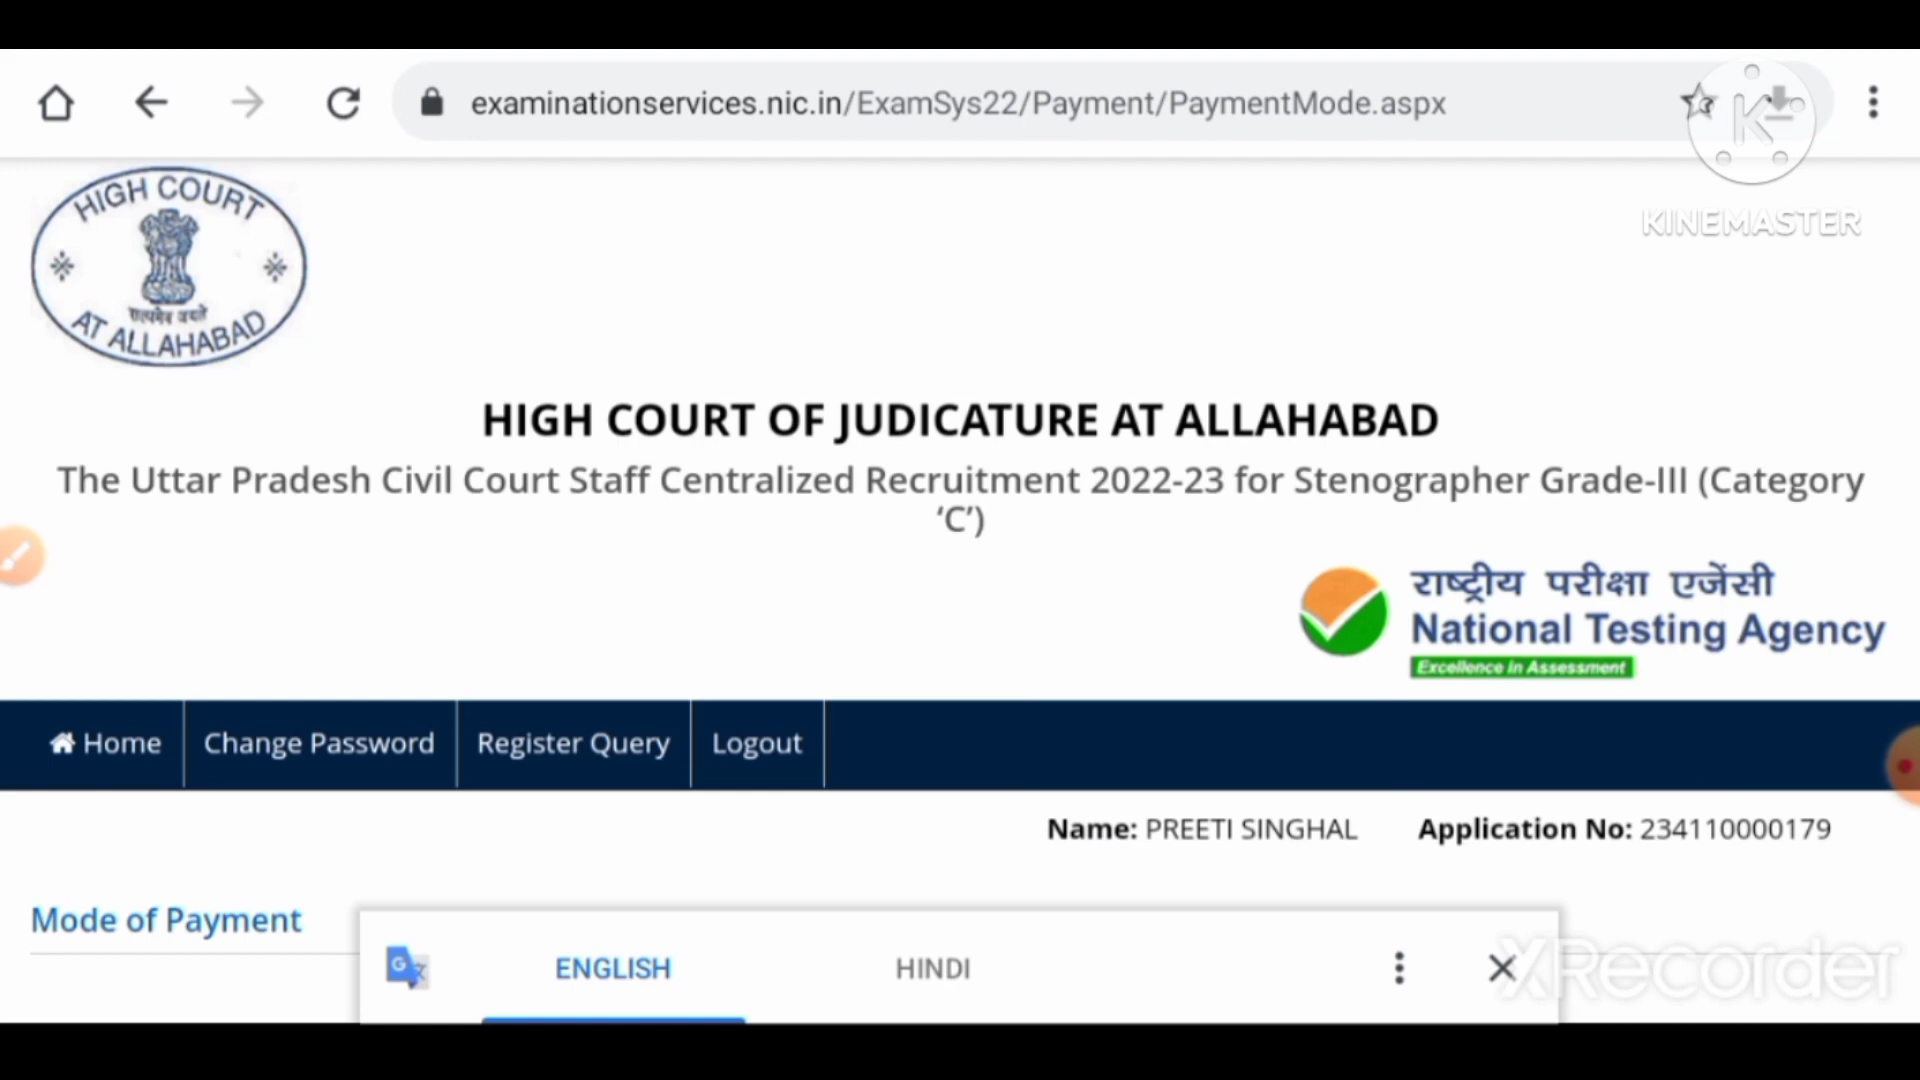 examinationservices.nic.in/ExamSys22/Payment/PaymentMode.aspx
K
KINEMASTER
HIGH COURT
सत्यमेव जयते
AT ALLAHABAD
HIGH COURT OF JUDICATURE AT ALLAHABAD
The Uttar Pradesh Civil Court Staff Centralized Recruitment 2022-23 for Stenographer Grade-III (Category
‘C’)
राष्ट्रीय परीक्षा एजेंसी
National Testing Agency
Excellence in Assessment
Home Change Password Register Query Logout
Name: PREETI SINGHAL Application No: 234110000179
Mode of Payment
G ENGLISH HINDI
XRecorder